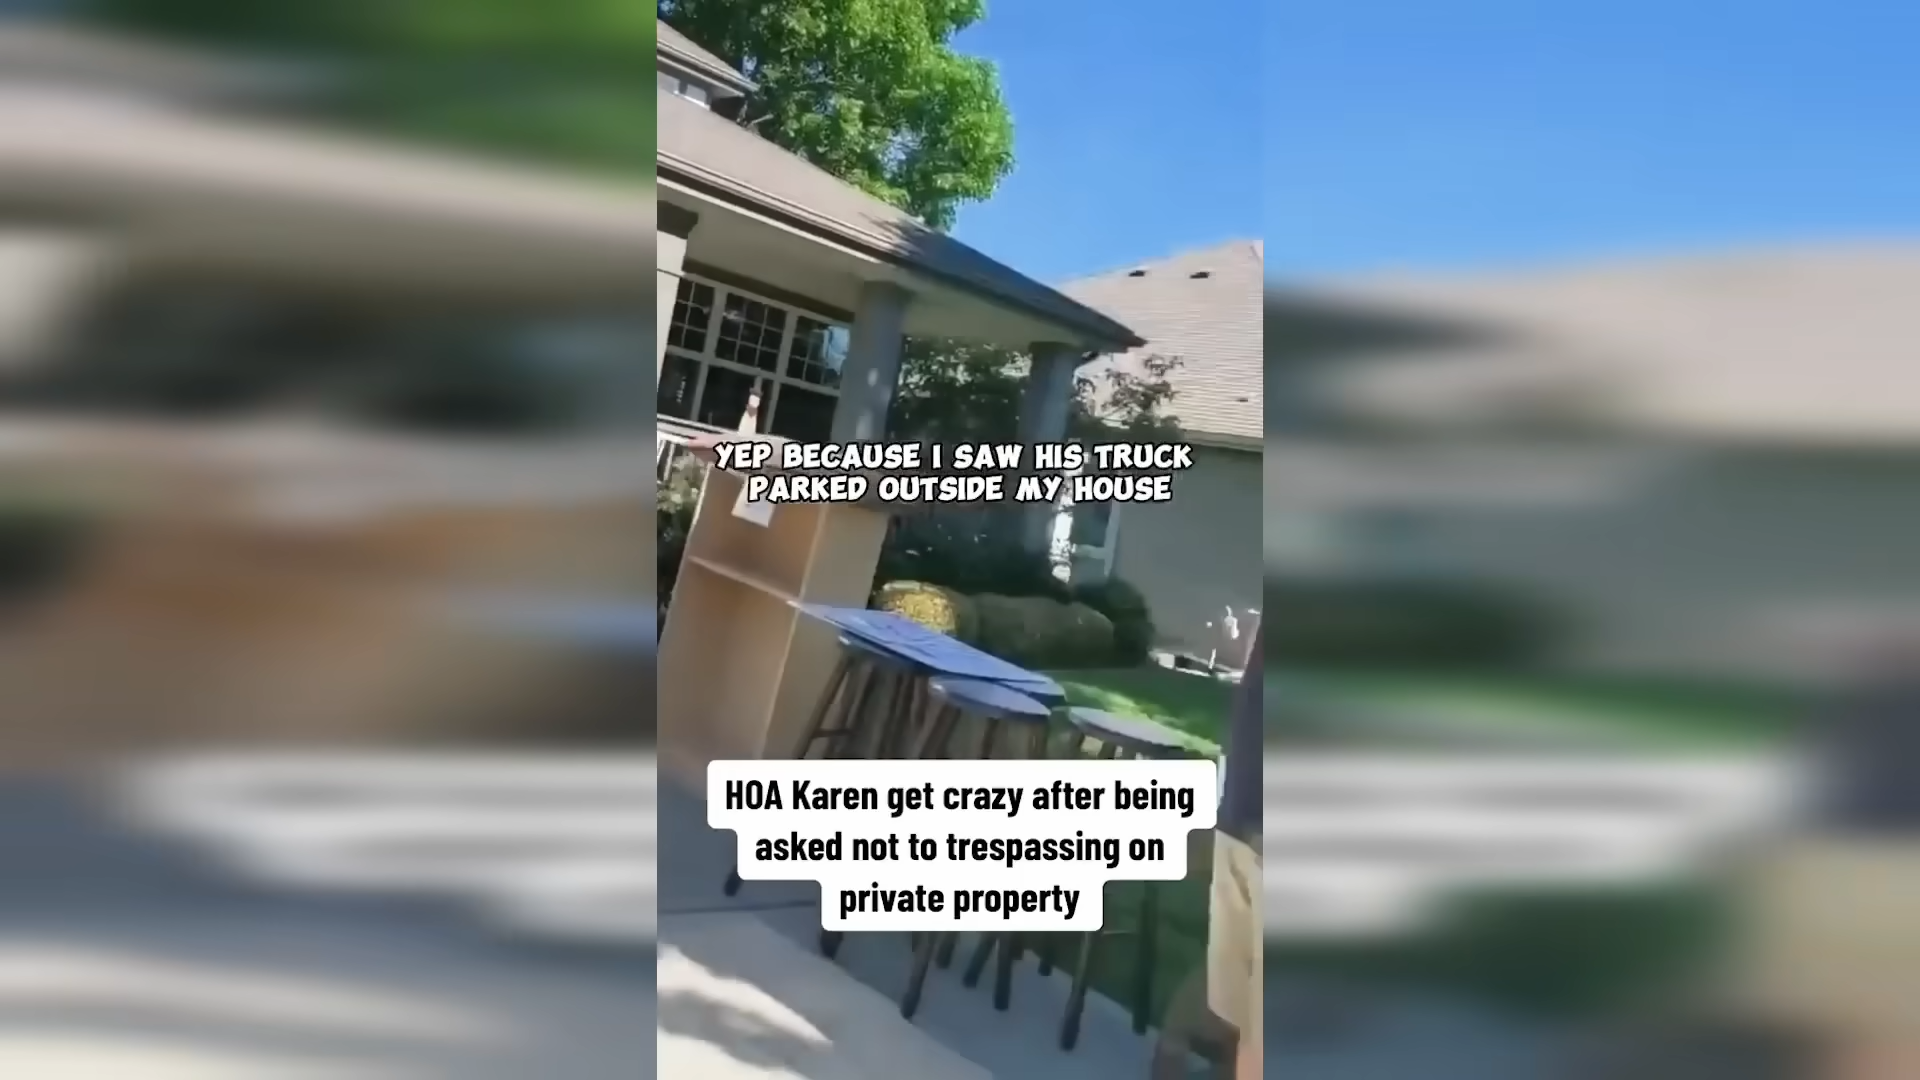 YEP BECAUSE I SAW HIS TRUCK
PARKED OUTSIDE MY HOUSE
HOA Karen get crazy after being
asked not to trespassing on
private property